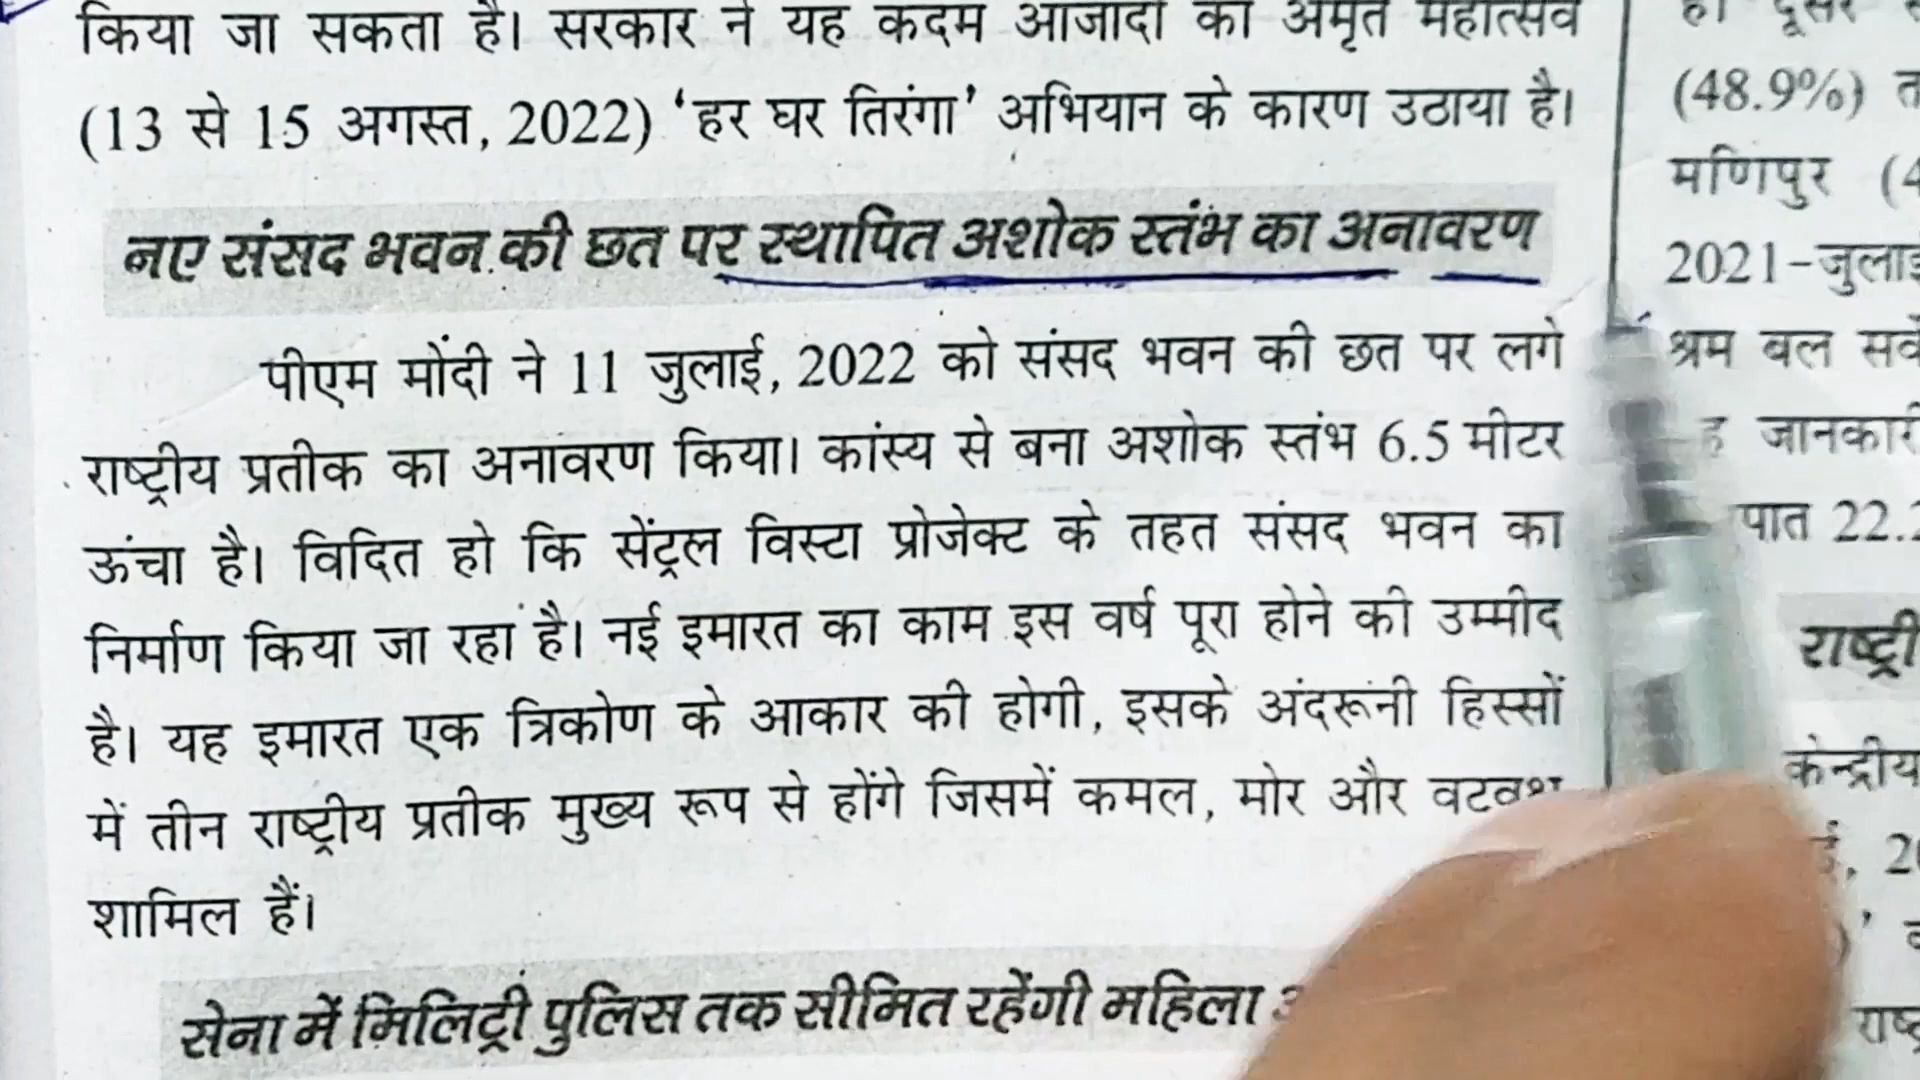 किया जा सकता है। सरकार ने यह कदम आजादी का अमृत महोत्सव
(13 से 15 अगस्त, 2022) ‘हर घर तिरंगा’ अभियान के कारण उठाया है।
नए संसद भवन की छत पर स्थापित अशोक स्तंभ का अनावरण
पीएम मोंदी ने 11 जुलाई, 2022 को संसद भवन की छत पर लगे
राष्ट्रीय प्रतीक का अनावरण किया। कांस्य से बना अशोक स्तंभ 6.5 मीटर
ऊंचा है। विदित हो कि सेंट्रल विस्टा प्रोजेक्ट के तहत संसद भवन का
निर्माण किया जा रहा है। नई इमारत का काम इस वर्ष पूरा होने की उम्मीद
है। यह इमारत एक त्रिकोण के आकार की होगी, इसके अंदरूनी हिस्सों
में तीन राष्ट्रीय प्रतीक मुख्य रूप से होंगे जिसमें कमल, मोर और वटवृक्ष
शामिल हैं।
सेना में मिलिट्री पुलिस तक सीमित रहेंगी महिला
(48.9%)
मणिपुर
2021-जुलाई
श्रम बल
जानकारी
पात 22.
केन्द्रीय